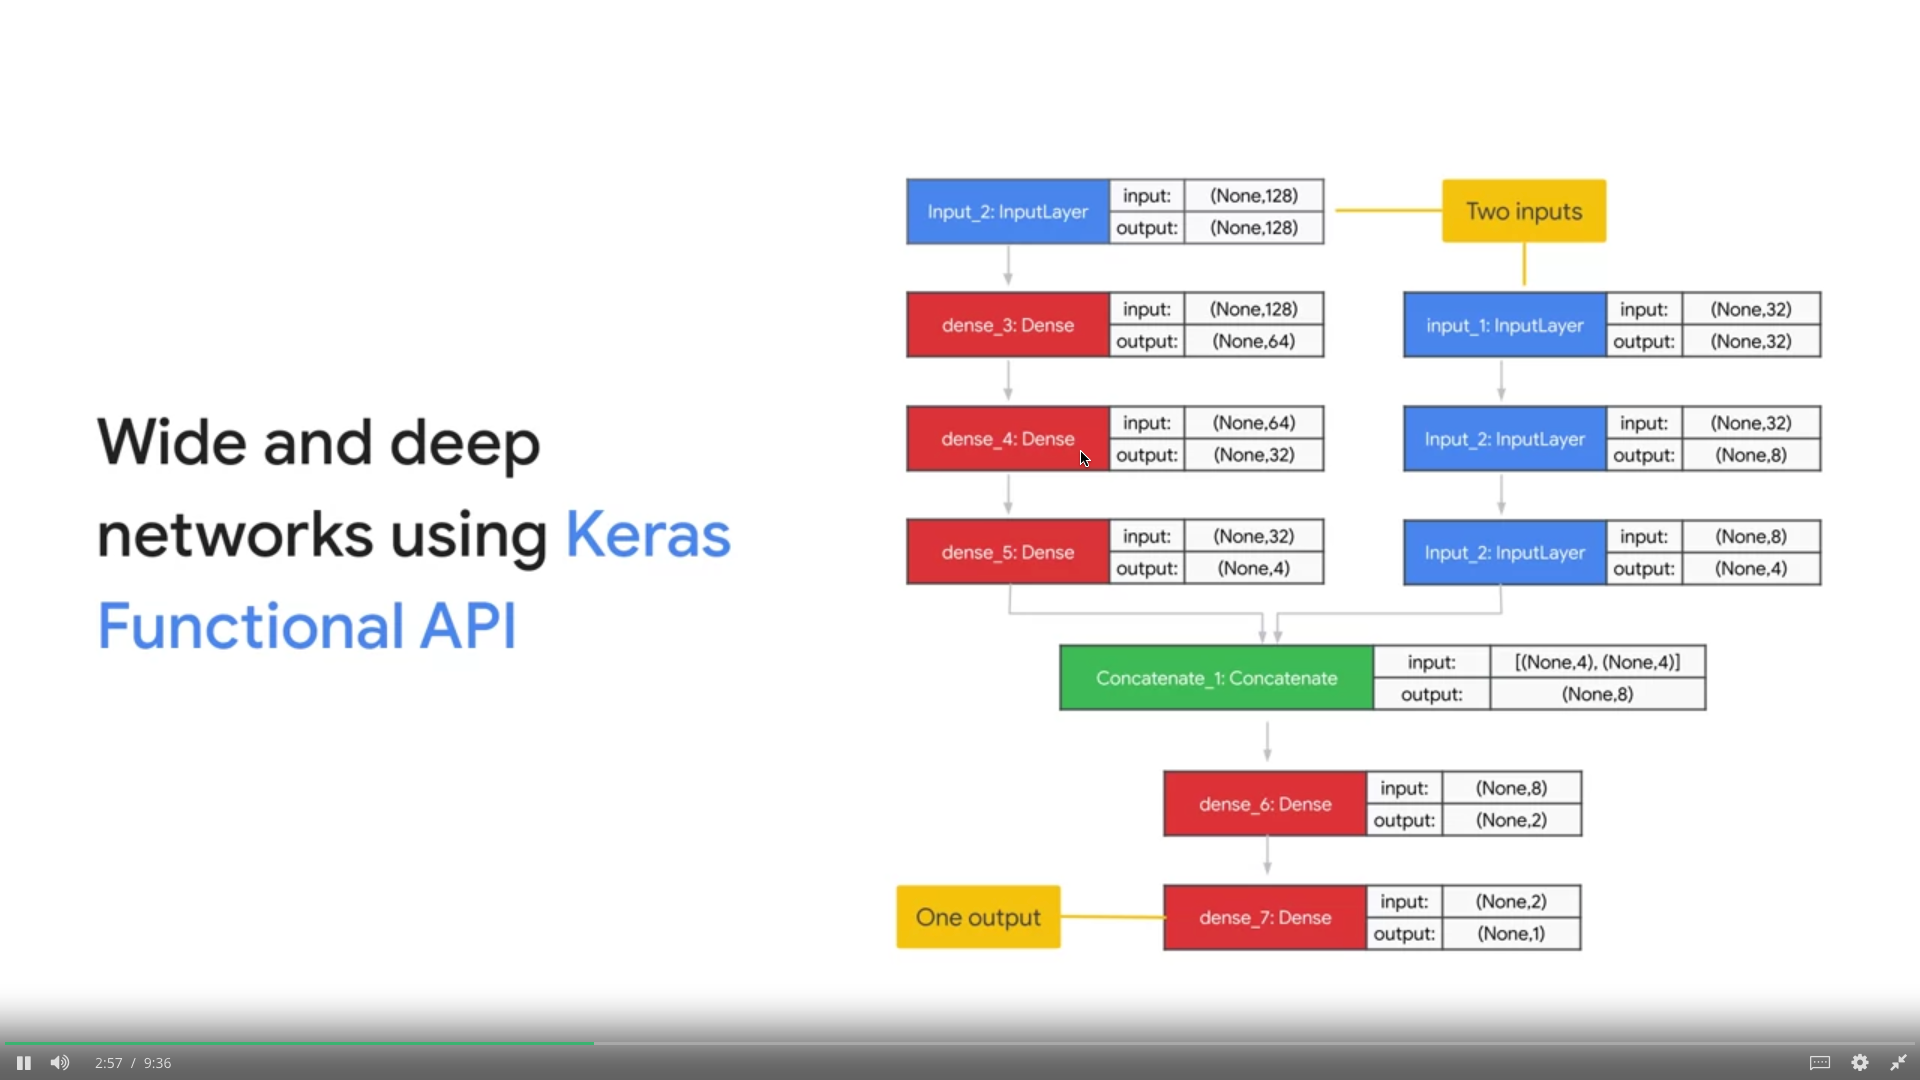 Wide and deep
networks using Keras
Functional API
Input_2: InputLayer input: (None,128)
output: (None,128)
Two inputs
dense_3: Dense input: (None,128)
output: (None,64)
input_1: InputLayer input: (None,32)
output: (None,32)
dense_4: Dense input: (None,64)
output: (None,32)
Input_2: InputLayer input: (None,32)
output: (None,8)
dense_5: Dense input: (None,32)
output: (None,4)
Input_2: InputLayer input: (None,8)
output: (None,4)
Concatenate_1: Concatenate input: [(None,4), (None,4)]
output: (None,8)
dense_6: Dense input: (None,8)
output: (None,2)
One output
dense_7: Dense input: (None,2)
output: (None,1)
2:57 / 9:36